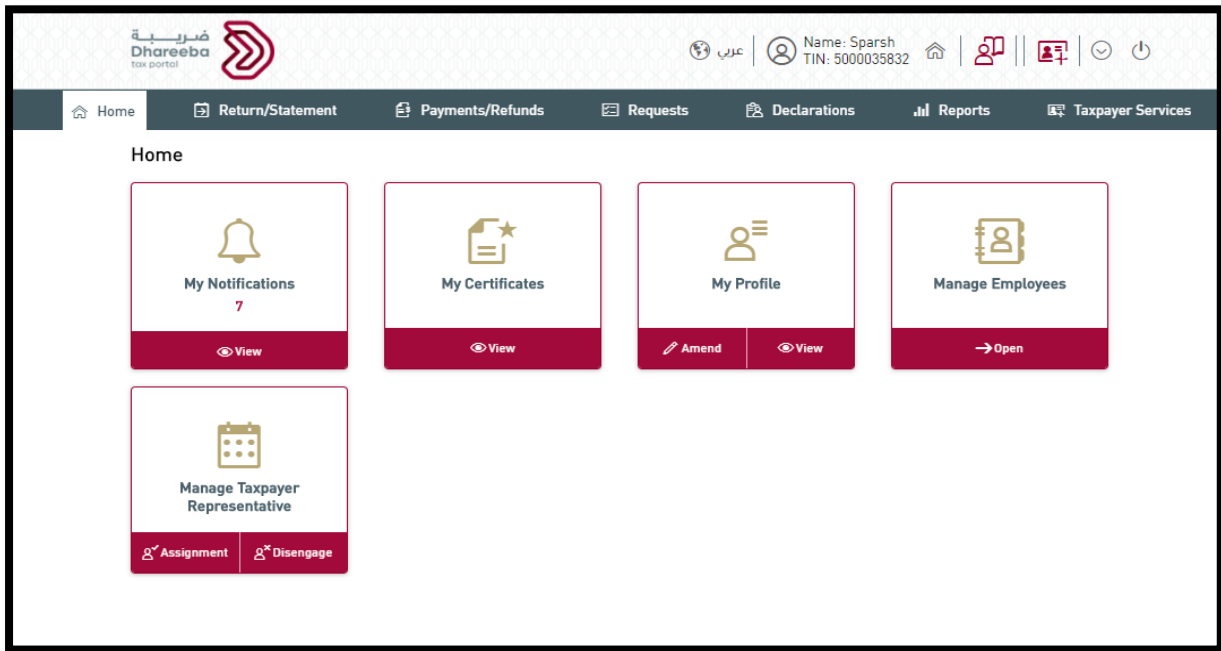 ضريبة
Dhareeba
tax portal
عربي
Name: Sparsh
TIN: 5000035832
Home
Return/Statement
Payments/Refunds
Requests
Declarations
Reports
Taxpayer Services
Home
My Notifications
7
View
My Certificates
View
My Profile
Amend
View
Manage Employees
Open
Manage Taxpayer
Representative
Assignment
Disengage